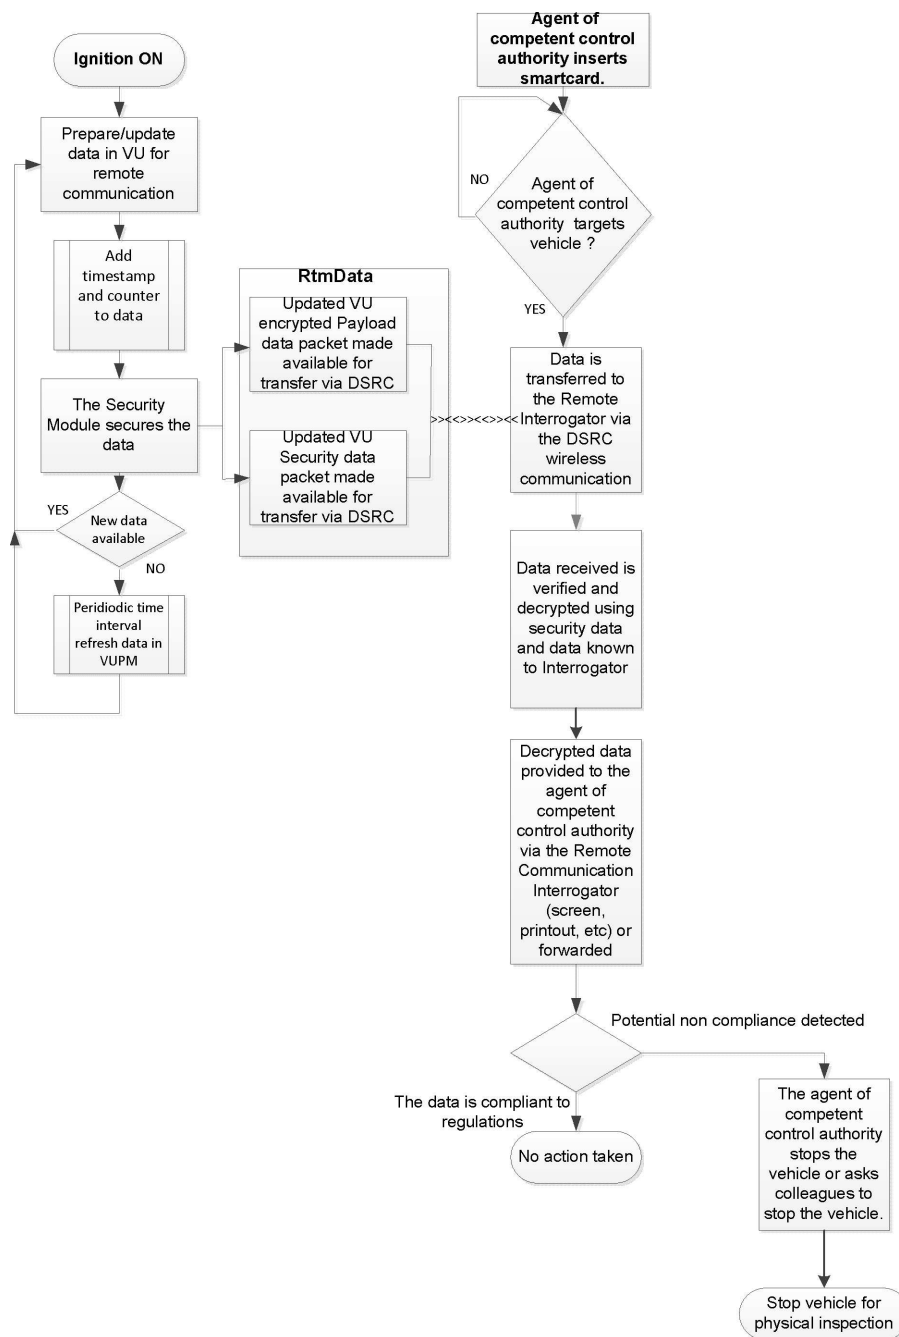 Ignition ON
Prepare/update
data in VU for
remote
communication
Add
timestamp
and counter
to data
The Security
Module secures the
data
YES
New data
available
NO
Peridiodic time
interval
refresh data in
VUPM
RtmData
Updated VU
encrypted Payload
data packet made
available for
transfer via DSRC
Updated VU
Security data
packet made
available for
transfer via DSRC
>><<>><<>><<
Agent of
competent control
authority inserts
smartcard.
NO
Agent of
competent control
authority targets
vehicle ?
YES
Data is
transferred to
the Remote
Interrogator via
the DSRC
wireless
communication
Data received is
verified and
decrypted using
security data
and data known
to Interrogator
Decrypted data
provided to the
agent of
competent
control authority
via the Remote
Communication
Interrogator
(screen,
printout, etc) or
forwarded
Potential non compliance detected
The data is compliant to
regulations
No action taken
The agent of
competent
control authority
stops the
vehicle or asks
colleagues to
stop the vehicle.
Stop vehicle for
physical inspection